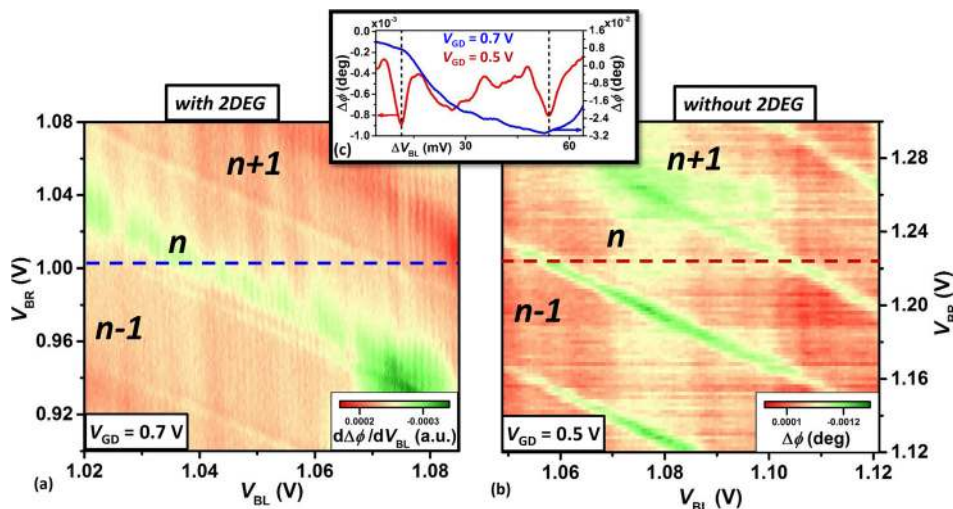 with 2DEG
without 2DEG
×10⁻³
×10⁻²
V_GD = 0.7 V
V_GD = 0.5 V
0.0
-0.2
-0.4
-0.6
-0.8
-1.0
Δϕ (deg)
1.6
0.8
0.0
-0.8
-1.6
-2.4
-3.2
Δϕ (deg)
0
30
60
(c)
ΔV_BL (mV)
1.08
1.04
1.00
0.96
0.92
V_BR (V)
n+1
n
n-1
V_GD = 0.7 V
0.0002 -0.0003
dΔϕ/dV_BL (a.u.)
1.02 1.04 1.06 1.08
(a)
V_BL (V)
n+1
n
n-1
V_GD = 0.5 V
0.0001 -0.0012
Δϕ (deg)
1.28
1.24
1.20
1.16
1.12
V_BR (V)
1.06 1.08 1.10 1.12
(b)
V_BL (V)